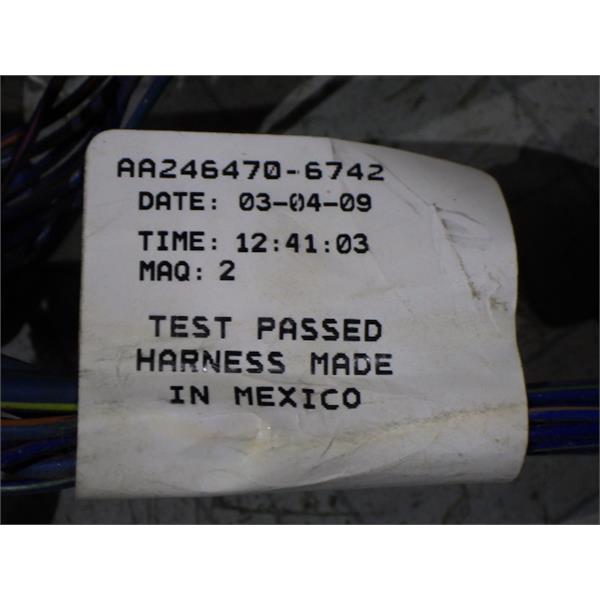 AA246470-6742
DATE: 03-04-09
TIME: 12:41:03
MAQ: 2
TEST PASSED
HARNESS MADE
IN MEXICO